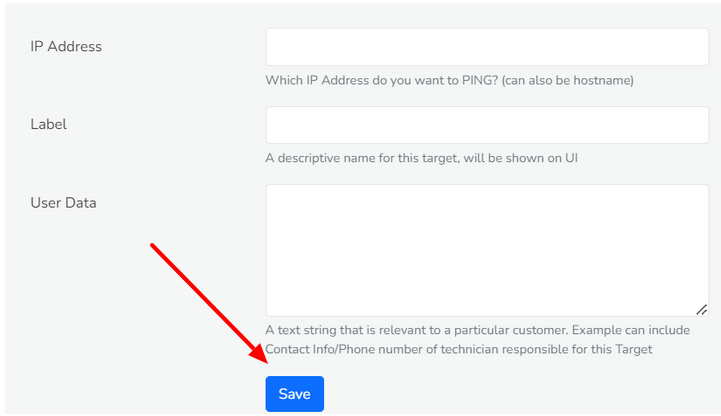 IP Address
Which IP Address do you want to PING? (can also be hostname)
Label
A descriptive name for this target, will be shown on UI
User Data
A text string that is relevant to a particular customer. Example can include
Contact Info/Phone number of technician responsible for this Target
Save